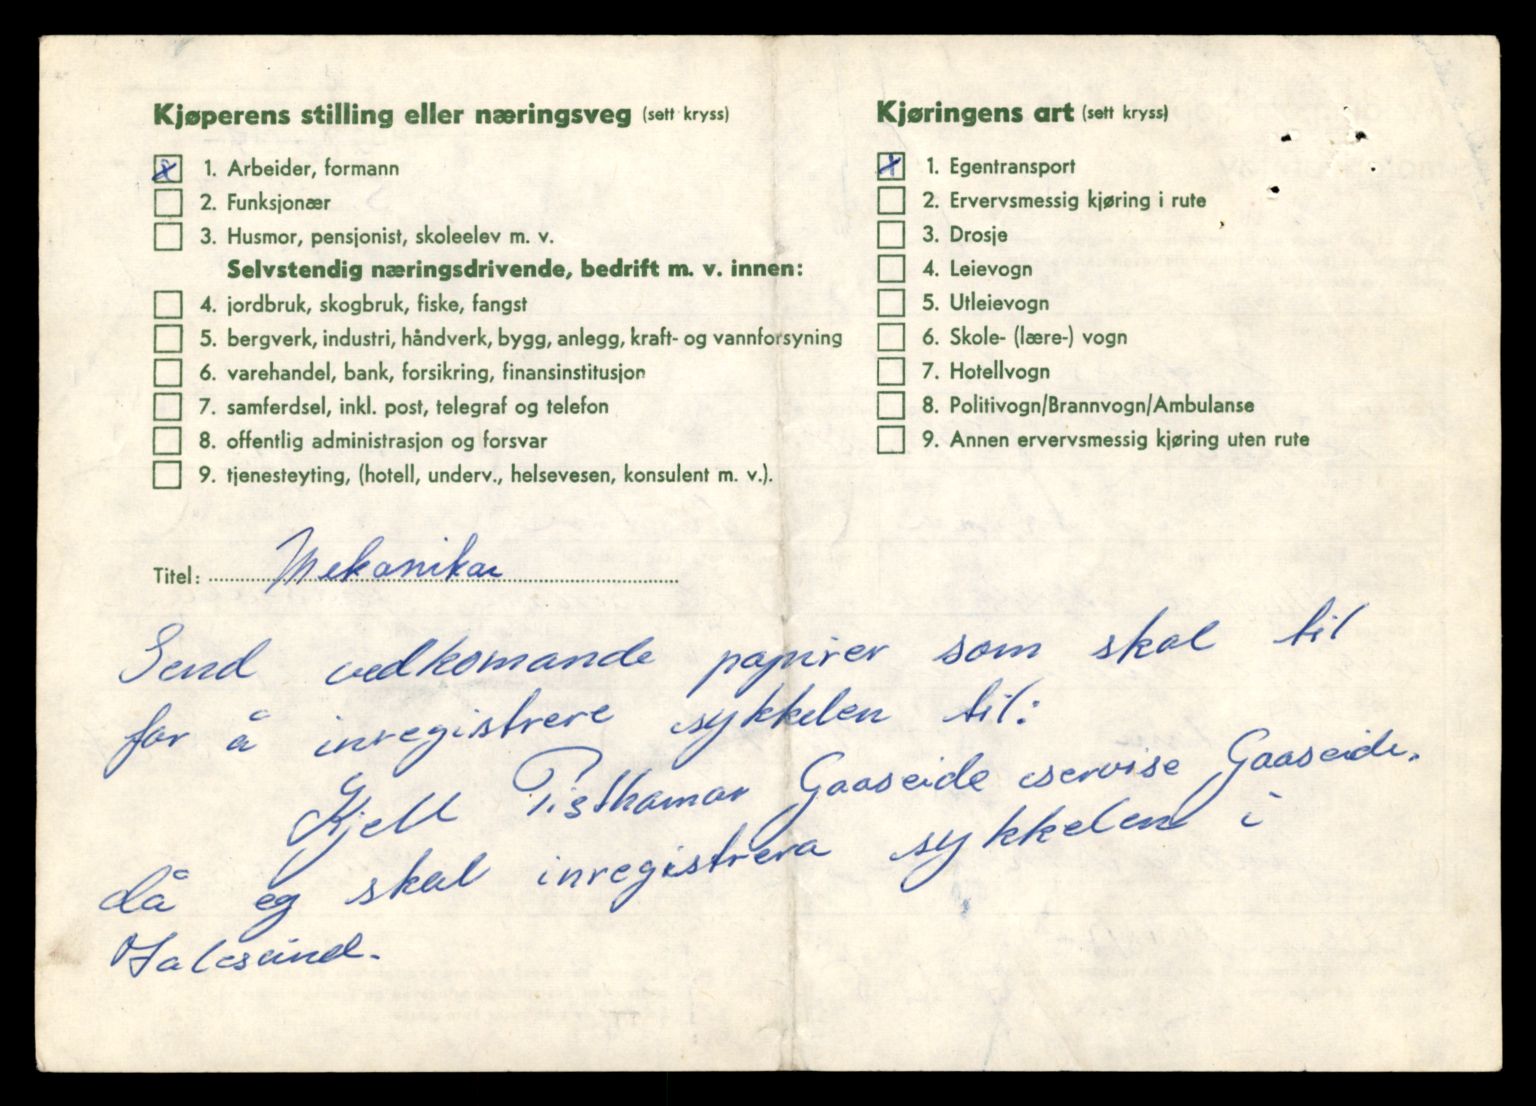 Kjøperens stilling eller næringsveg (sett kryss)
1. Arbeider, formann
2. Funksjonær
3. Husmor, pensjonist, skoleelev m. v.
Selvstendig næringsdrivende, bedrift m. v. innen:
4. jordbruk, skogbruk, fiske, fangst
5. bergverk, industri, håndverk, bygg, anlegg, kraft- og vannforsyning
6. varehandel, bank, forsikring, finansinstitusjon
7. samferdsel, inkl. post, telegraf og telefon
8. offentlig administrasjon og forsvar
9. tjenesteyting, (hotell, underv., helsevesen, konsulent m. v.).
Kjøringens art (sett kryss)
1. Egentransport
2. Ervervsmessig kjøring i rute
3. Drosje
4. Leievogn
5. Utleievogn
6. Skole- (lære-) vogn
7. Hotellvogn
8. Politivogn/Brannvogn/Ambulanse
9. Annen ervervsmessig kjøring uten rute
Titel: Mekanikar
Send vedkomande papirer som skal til
for å inregistrere sykkelen til:
Kjell Gaaseide servise Gaaseide.
då eg skal inregistrera sykkelen i